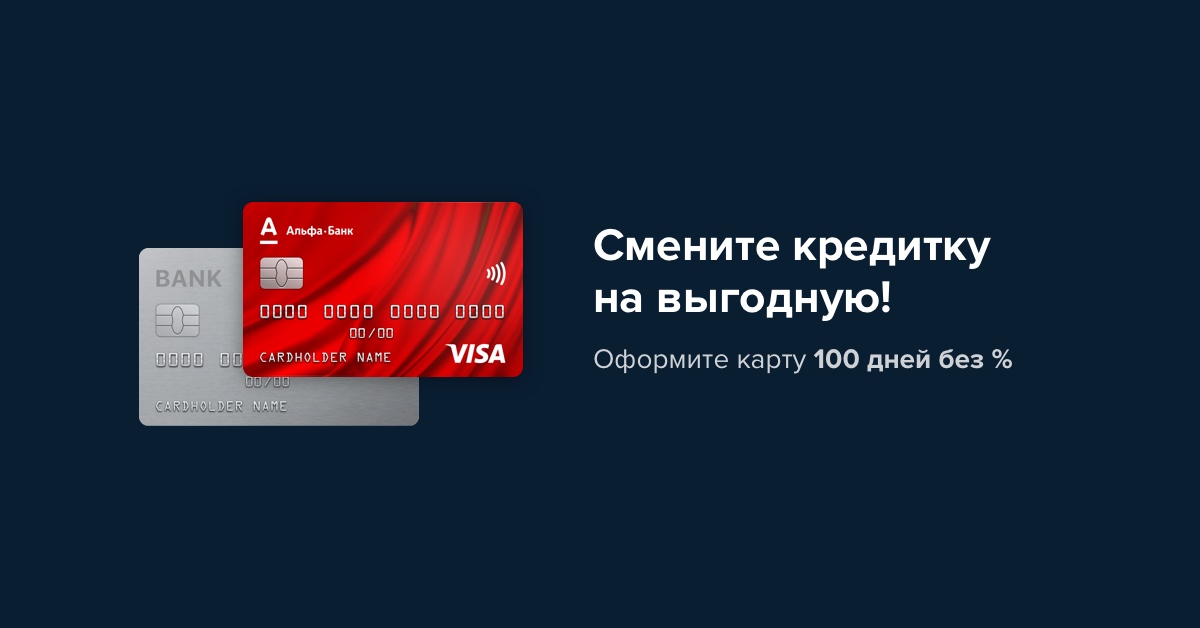 BANK
0000 00
00/00
CARDHOLDER NAME
A
Альфа·Банк
0000 0000 0000 0000
00/00
CARDHOLDER NAME
VISA
Смените кредитку
на выгодную!
Оформите карту 100 дней без %